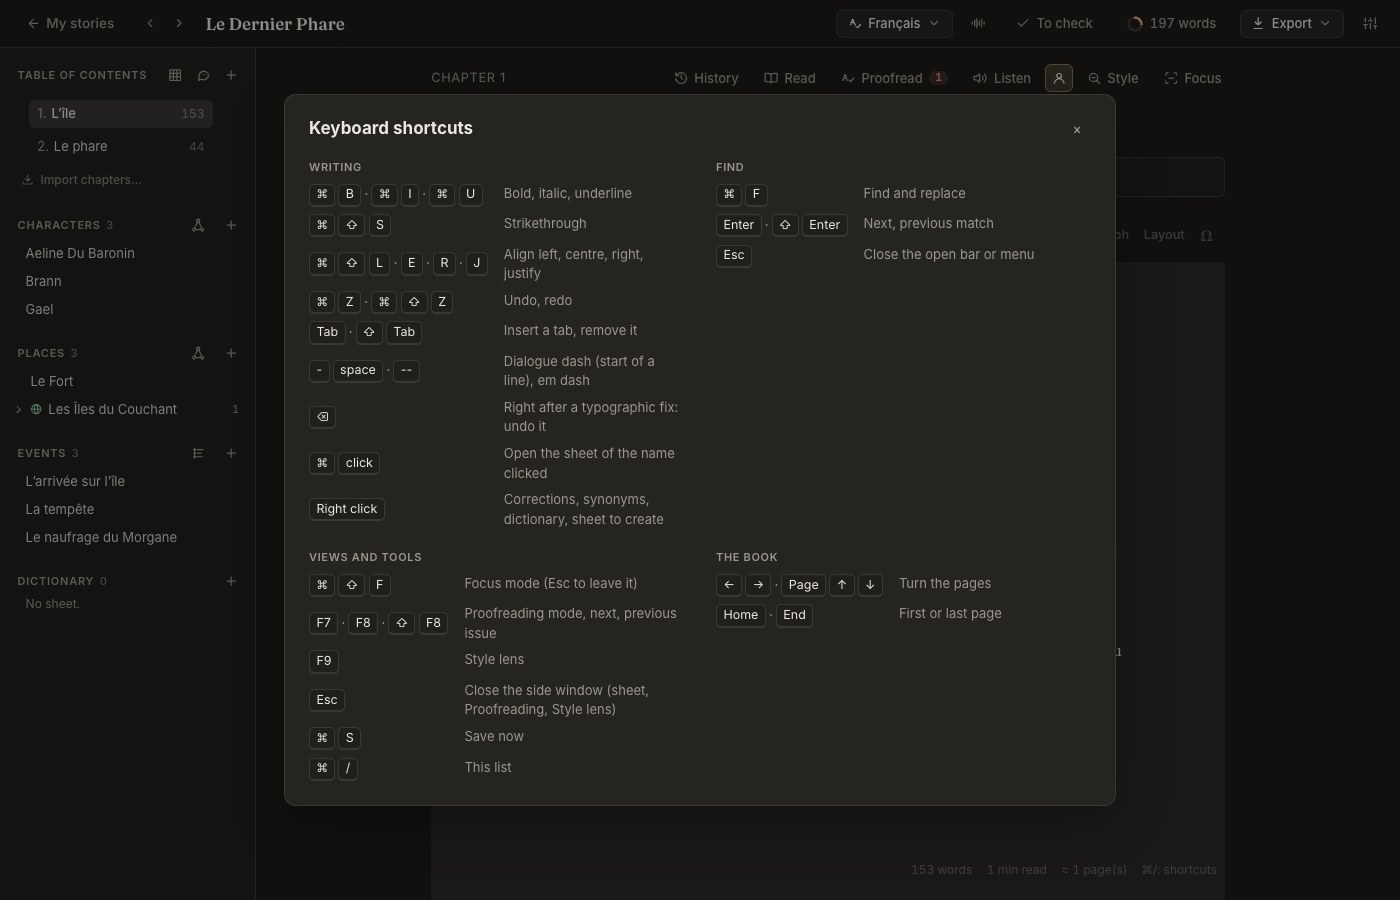 My stories
Le Dernier Phare
Français
To check
197 words
Export
TABLE OF CONTENTS
1. L'île 153
2. Le phare 44
Import chapters...
CHARACTERS 3
Aeline Du Baronin
Brann
Gael
PLACES 3
Le Fort
Les Îles du Couchant 1
EVENTS 3
L'arrivée sur l'île
La tempête
Le naufrage du Morgane
DICTIONARY 0
No sheet.
CHAPTER 1
History
Read
Proofread 1
Listen
Style
Focus
Layout
Keyboard shortcuts
WRITING
⌘ B · ⌘ I · ⌘ U Bold, italic, underline
⌘ ⇧ S Strikethrough
⌘ ⇧ L · E · R · J Align left, centre, right,
justify
⌘ Z · ⌘ ⇧ Z Undo, redo
Tab · ⇧ Tab Insert a tab, remove it
- space · -- Dialogue dash (start of a
line), em dash
⌫ Right after a typographic fix:
undo it
⌘ click Open the sheet of the name
clicked
Right click Corrections, synonyms,
dictionary, sheet to create
FIND
⌘ F Find and replace
Enter · ⇧ Enter Next, previous match
Esc Close the open bar or menu
VIEWS AND TOOLS
⌘ ⇧ F Focus mode (Esc to leave it)
F7 · F8 · ⇧ F8 Proofreading mode, next, previous
issue
F9 Style lens
Esc Close the side window (sheet,
Proofreading, Style lens)
⌘ S Save now
⌘ / This list
THE BOOK
← → · Page ↑ ↓ Turn the pages
Home · End First or last page
153 words 1 min read ≈ 1 page(s) ⌘/: shortcuts